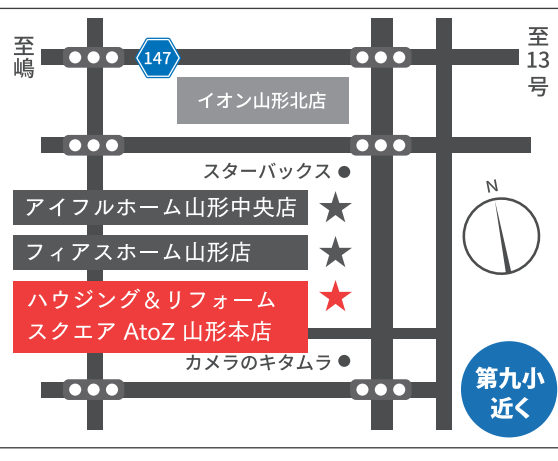 至嶋
147
至13号
イオン山形北店
スターバックス
アイフルホーム山形中央店
N
フィアスホーム山形店
ハウジング＆リフォーム
スクエア AtoZ 山形本店
カメラのキタムラ
第九小
近く